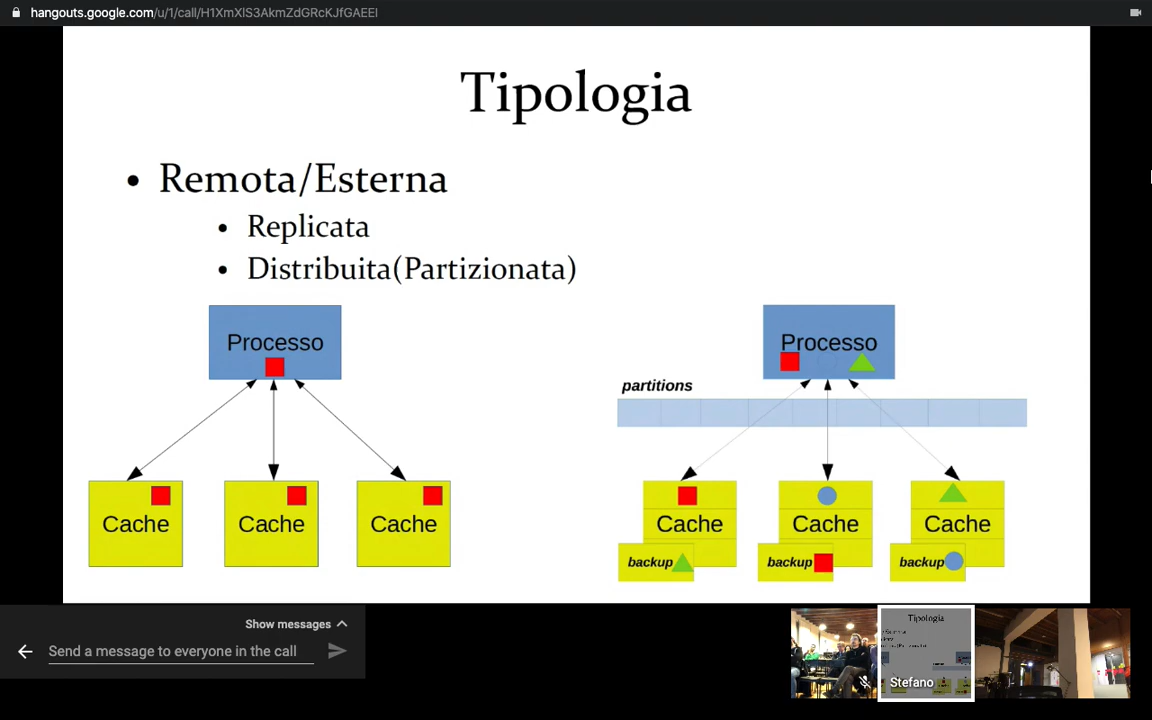 hangouts.google.com/u/1/call/H1XmXlS3AkmZdGRcKJfGAEEI
Tipologia
• Remota/Esterna
• Replicata
• Distribuita(Partizionata)
Processo
Cache
Cache
Cache
Processo
partitions
Cache
Cache
Cache
backup
backup
backup
Show messages
Send a message to everyone in the call
Tipologia
Stefano